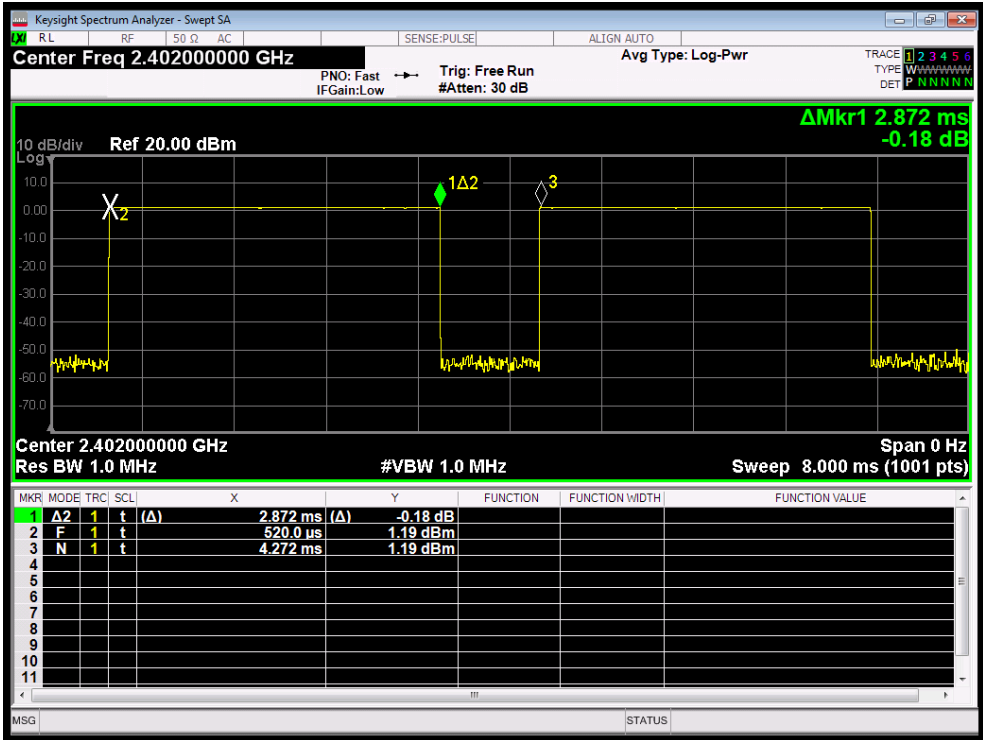 Keysight Spectrum Analyzer - Swept SA
LXI RL RF 50 Ω AC SENSE:PULSE ALIGN AUTO
Center Freq 2.402000000 GHz
PNO: Fast
IFGain:Low
Trig: Free Run
#Atten: 30 dB
Avg Type: Log-Pwr
TRACE 1 2 3 4 5 6
TYPE W W W W W W
DET P N N N N N
ΔMkr1 2.872 ms
-0.18 dB
10 dB/div Ref 20.00 dBm
Log
10.0
0.00
-10.0
-20.0
-30.0
-40.0
-50.0
-60.0
-70.0
2
1Δ2
3
Center 2.402000000 GHz Span 0 Hz
Res BW 1.0 MHz #VBW 1.0 MHz Sweep 8.000 ms (1001 pts)
MKR MODE TRC SCL X Y FUNCTION FUNCTION WIDTH FUNCTION VALUE
1 Δ2 1 t (Δ) 2.872 ms (Δ) -0.18 dB
2 F 1 t 520.0 µs 1.19 dBm
3 N 1 t 4.272 ms 1.19 dBm
4
5
6
7
8
9
10
11
MSG STATUS